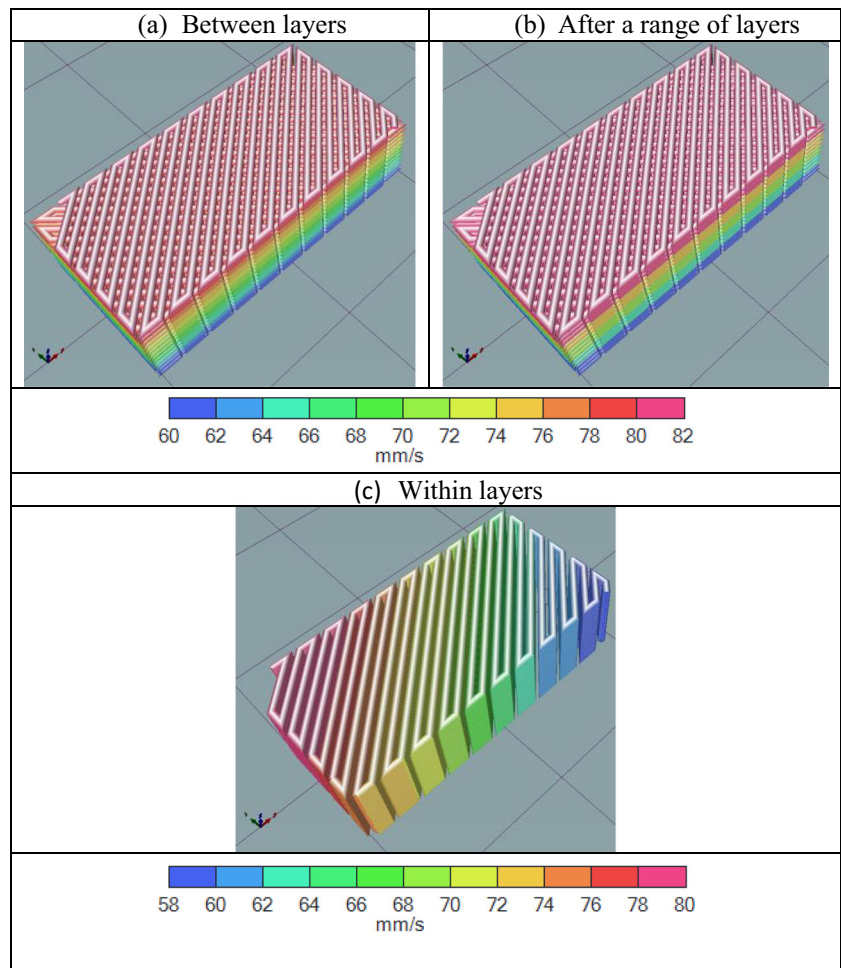 (a) Between layers
(b) After a range of layers
60 62 64 66 68 70 72 74 76 78 80 82
mm/s
(c) Within layers
58 60 62 64 66 68 70 72 74 76 78 80
mm/s